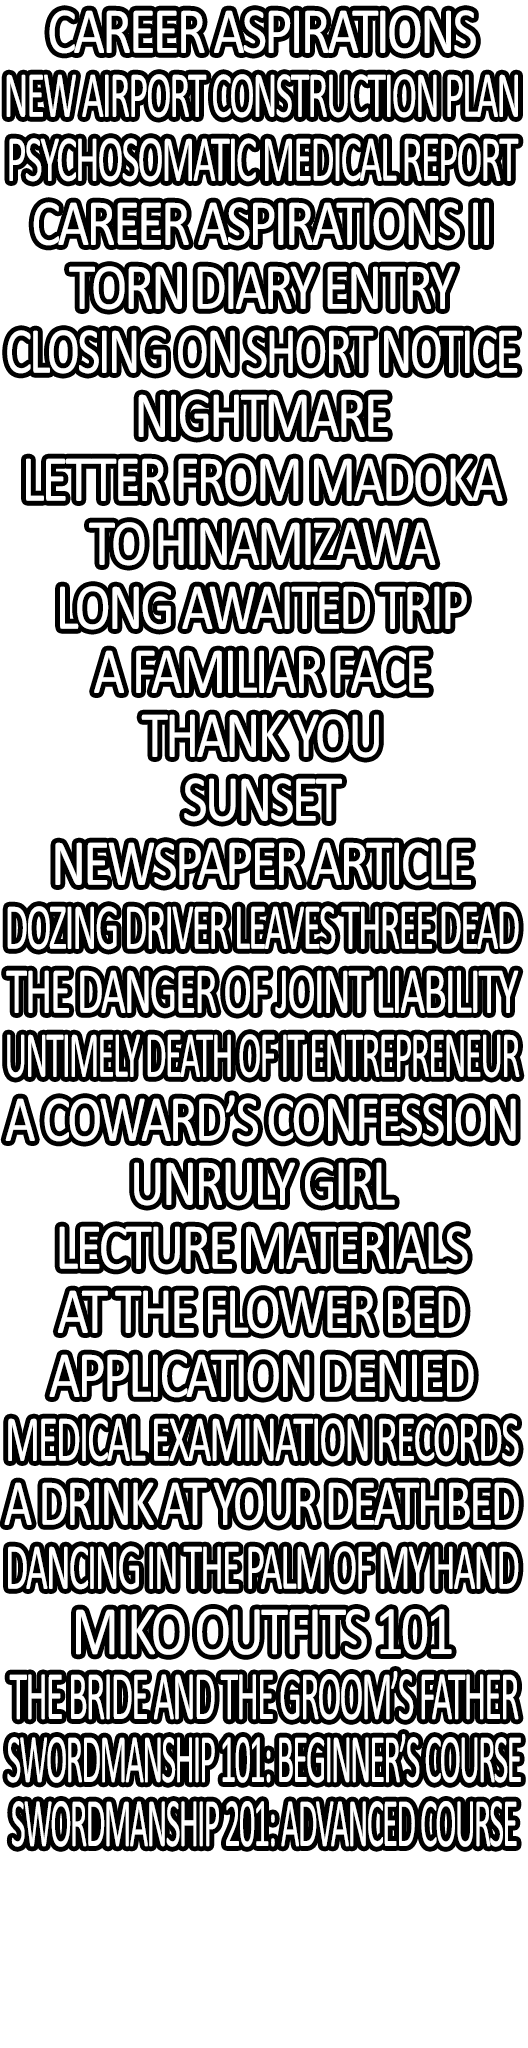 CAREER ASPIRATIONS
NEW AIRPORT CONSTRUCTION PLAN
PSYCHOSOMATIC MEDICAL REPORT
CAREER ASPIRATIONS II
TORN DIARY ENTRY
CLOSING ON SHORT NOTICE
NIGHTMARE
LETTER FROM MADOKA
TO HINAMIZAWA
LONG AWAITED TRIP
A FAMILIAR FACE
THANK YOU
SUNSET
NEWSPAPER ARTICLE
DOZING DRIVER LEAVES THREE DEAD
THE DANGER OF JOINT LIABILITY
UNTIMELY DEATH OF IT ENTREPRENEUR
A COWARD’S CONFESSION
UNRULY GIRL
LECTURE MATERIALS
AT THE FLOWER BED
APPLICATION DENIED
MEDICAL EXAMINATION RECORDS
A DRINK AT YOUR DEATHBED
DANCING IN THE PALM OF MY HAND
MIKO OUTFITS 101
THE BRIDE AND THE GROOM’S FATHER
SWORDMANSHIP 101: BEGINNER’S COURSE
SWORDMANSHIP 201: ADVANCED COURSE